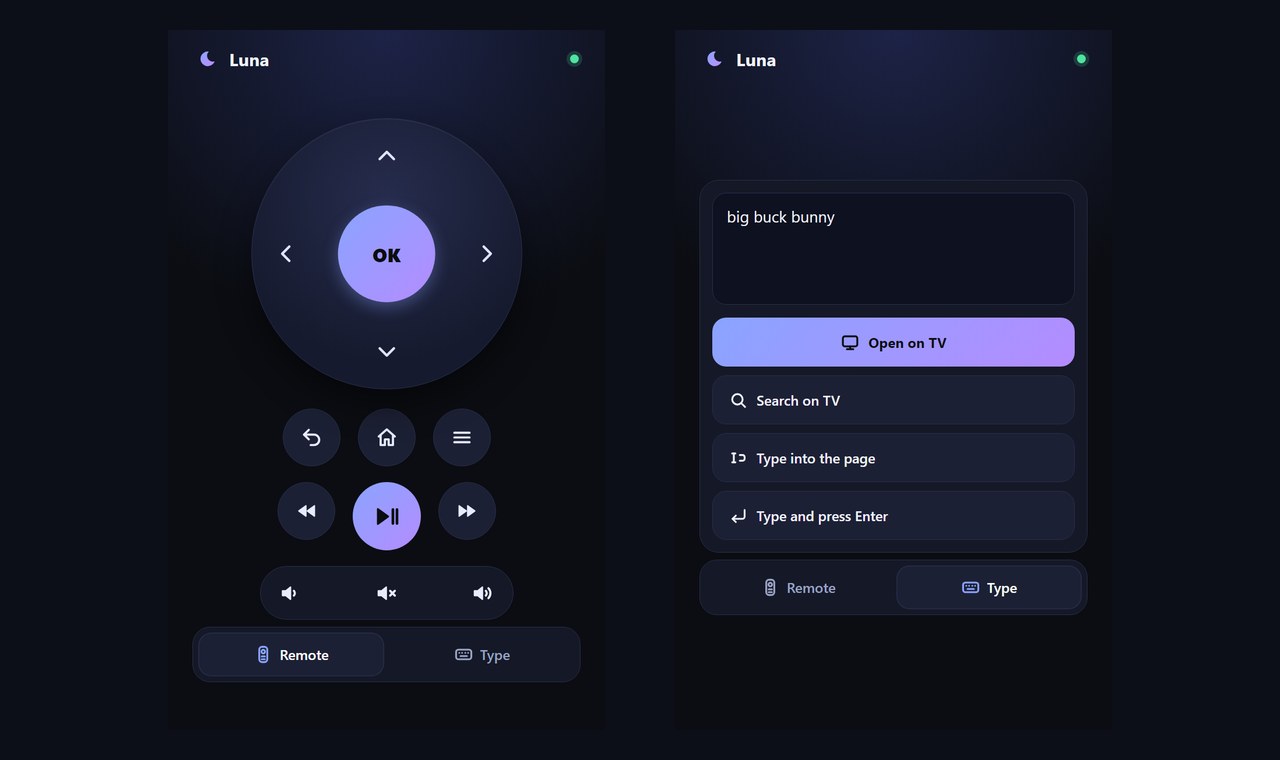 Luna
OK
Remote
Type
Luna
big buck bunny
Open on TV
Search on TV
Type into the page
Type and press Enter
Remote
Type